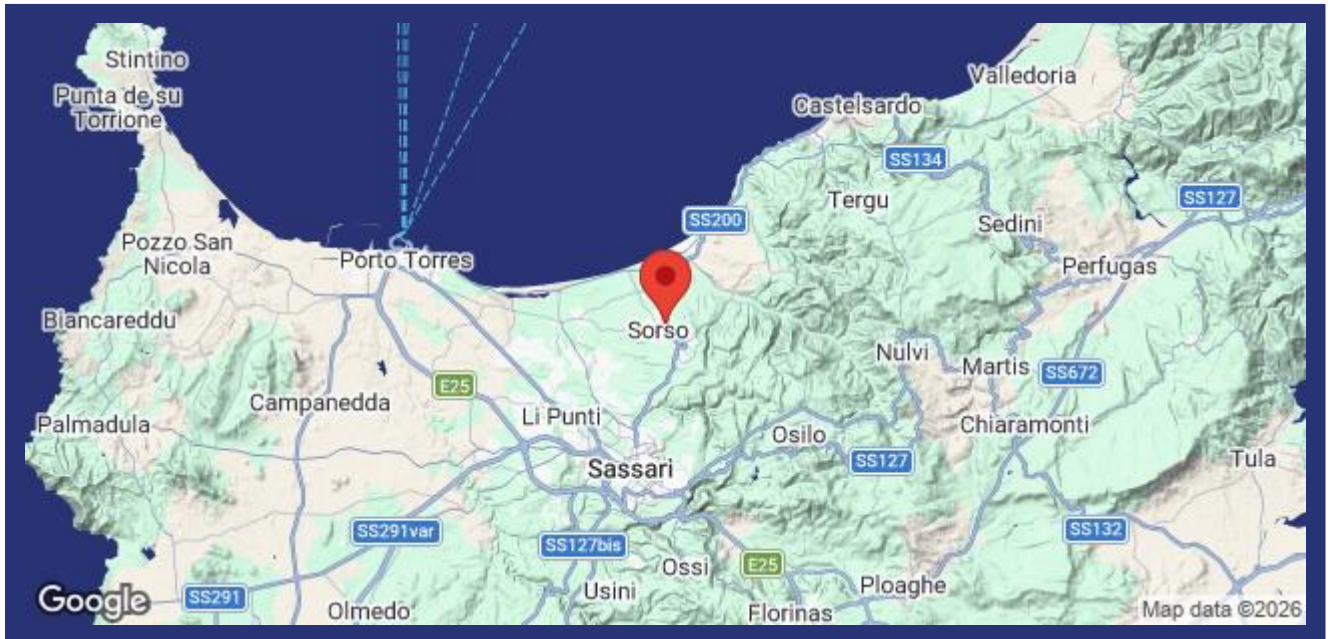 Stintino
Valledoria
Punta de su
Torrione
Castelsardo
SS134
SS127
Tergu
SS200
Sedini
Pozzo San
Nicola
Porto Torres
Perfugas
Blancareddu
Sorso
Nulvi
Martis
SS672
E25
Campanedda
Li Punti
Palmadula
Chiaramonti
Osilo
SS127
Tula
Sassari
SS291var
SS132
SS127bis
Ossi
E25
Usini
Ploaghe
Google
SS291
Olmedo
Florinas
Map data ©2026